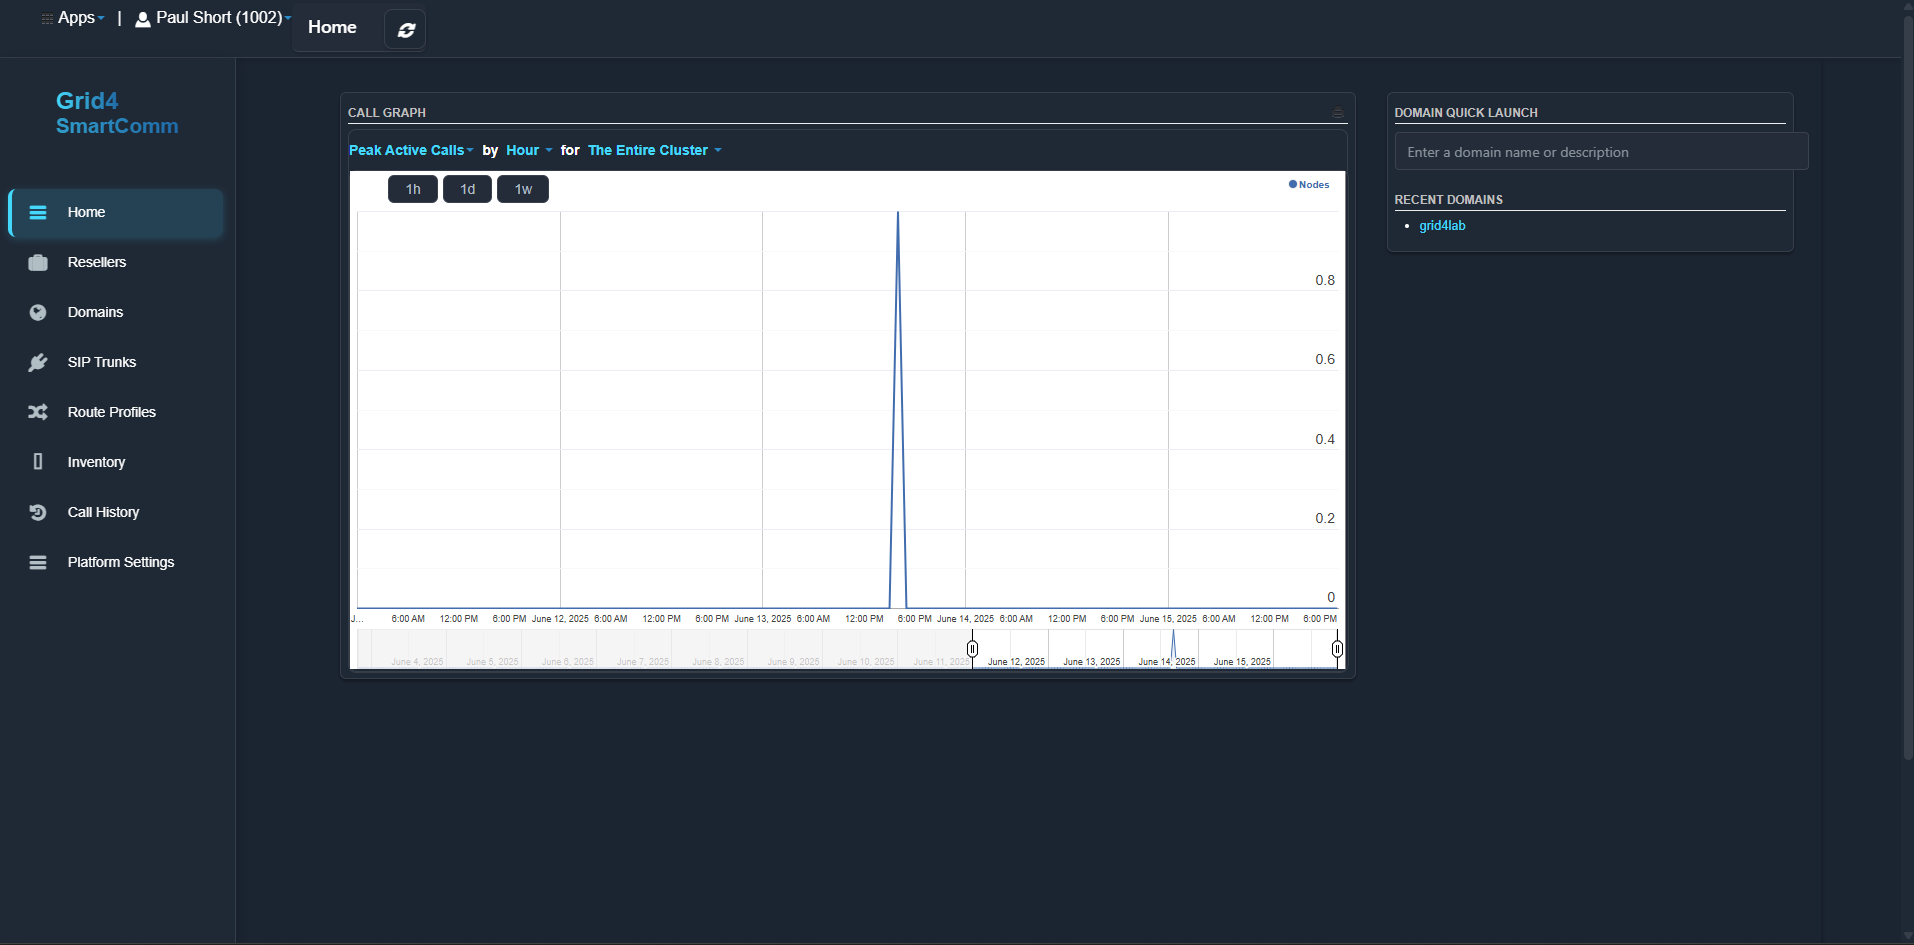 Apps | Paul Short (1002) Home
Grid4
SmartComm
Home
Resellers
Domains
SIP Trunks
Route Profiles
Inventory
Call History
Platform Settings
CALL GRAPH
Peak Active Calls by Hour for The Entire Cluster
1h 1d 1w
Nodes
0.8
0.6
0.4
0.2
0
J... 6:00 AM 12:00 PM 6:00 PM June 12, 2025 6:00 AM 12:00 PM 6:00 PM June 13, 2025 6:00 AM 12:00 PM 6:00 PM June 14, 2025 6:00 AM 12:00 PM 6:00 PM June 15, 2025 6:00 AM 12:00 PM 6:00 PM
June 4, 2025 June 5, 2025 June 6, 2025 June 7, 2025 June 8, 2025 June 9, 2025 June 10, 2025 June 11, 2025 June 12, 2025 June 13, 2025 June 14, 2025 June 15, 2025
DOMAIN QUICK LAUNCH
Enter a domain name or description
RECENT DOMAINS
grid4lab